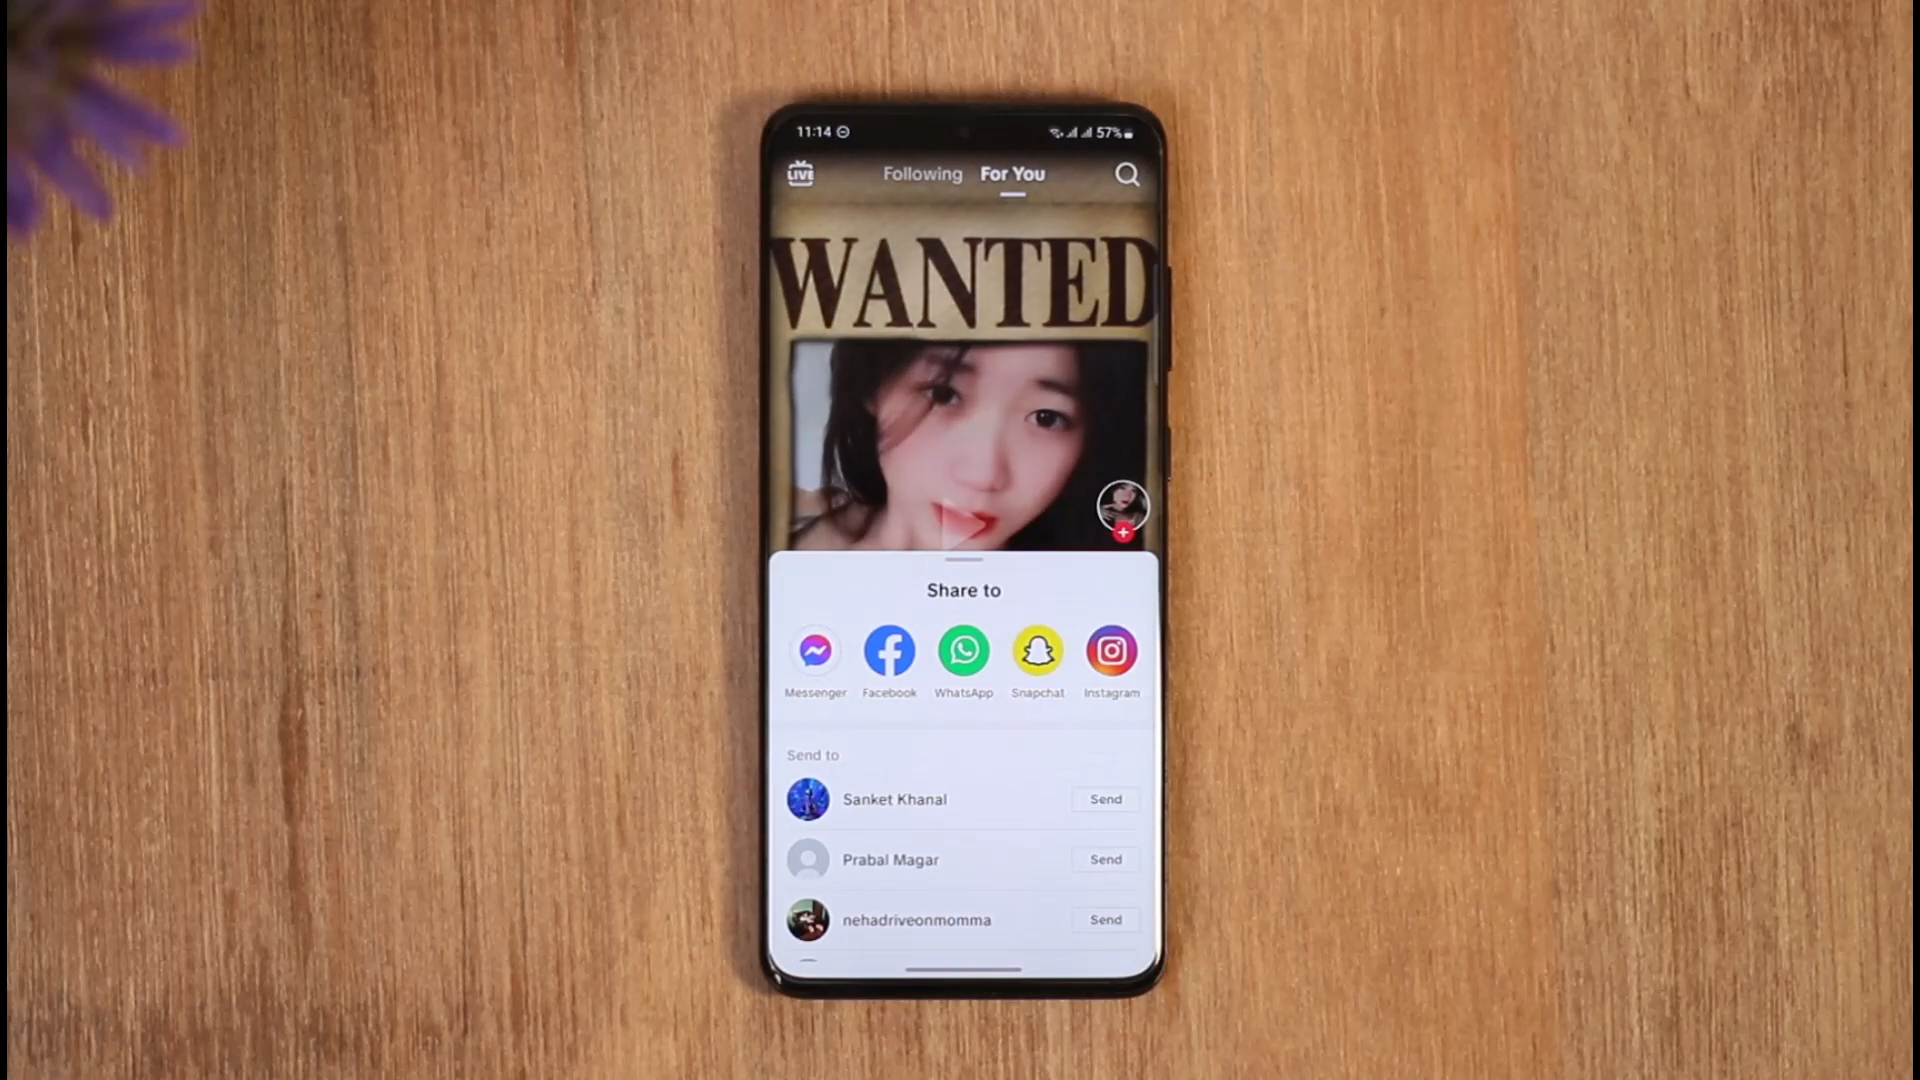 11:14 57%
LIVE Following For You
WANTED
Share to
Messenger Facebook WhatsApp Snapchat Instagram
Send to
Sanket Khanal Send
Prabal Magar Send
nehadriveonmomma Send